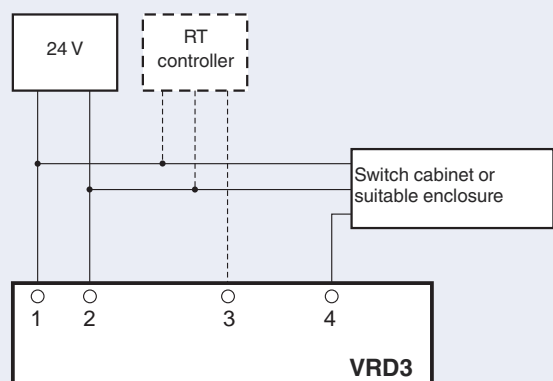 24 V
RT
controller
Switch cabinet or
suitable enclosure
1 2 3 4
VRD3